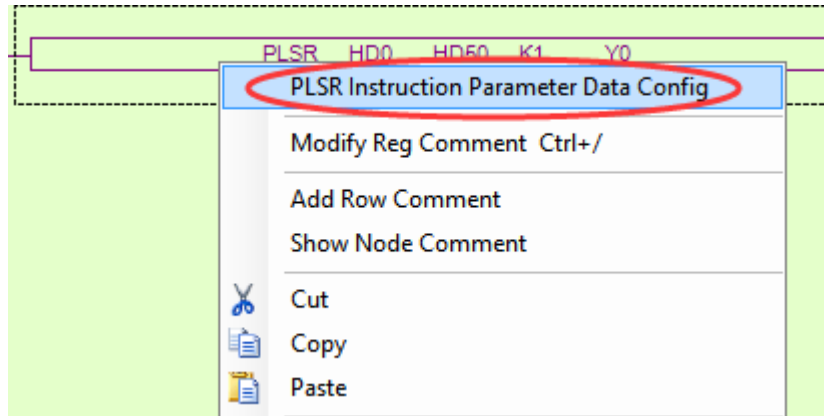 PLSR HD0 HD50 K1 Y0
PLSR Instruction Parameter Data Config
Modify Reg Comment Ctrl+/
Add Row Comment
Show Node Comment
Cut
Copy
Paste